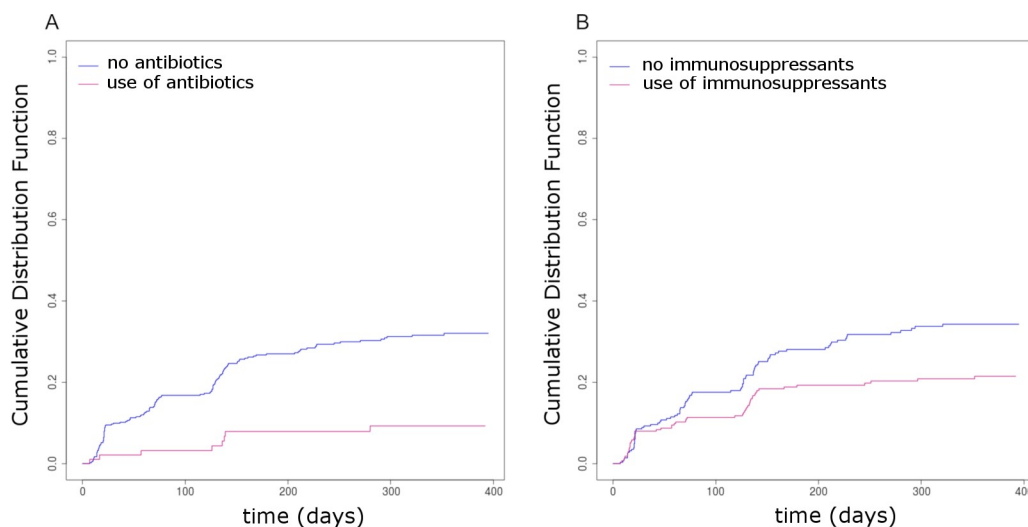 A
no antibiotics
use of antibiotics
Cumulative Distribution Function
1.0
0.8
0.6
0.4
0.2
0.0
0 100 200 300 400
time (days)
B
no immunosuppressants
use of immunosuppressants
Cumulative Distribution Function
1.0
0.8
0.6
0.4
0.2
0.0
0 100 200 300 400
time (days)